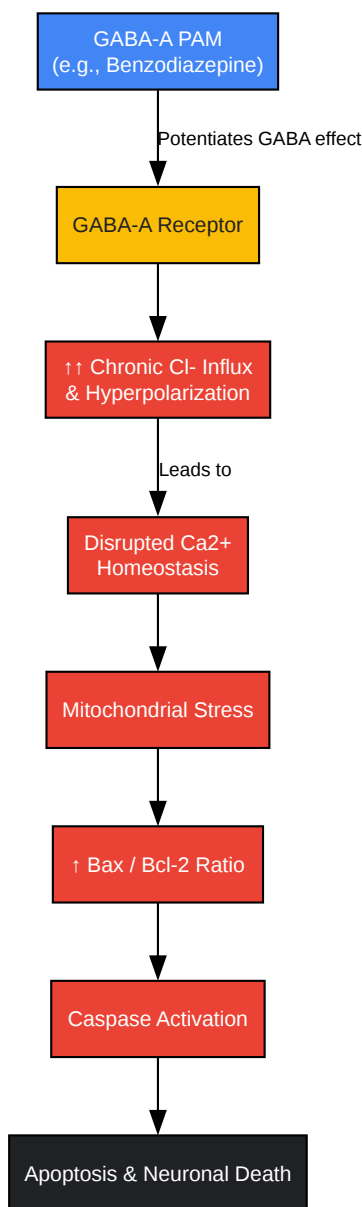 GABA-A PAM
(e.g., Benzodiazepine)
Potentiates GABA effect
GABA-A Receptor
↑↑ Chronic Cl- Influx
& Hyperpolarization
Leads to
Disrupted Ca2+
Homeostasis
Mitochondrial Stress
↑ Bax / Bcl-2 Ratio
Caspase Activation
Apoptosis & Neuronal Death